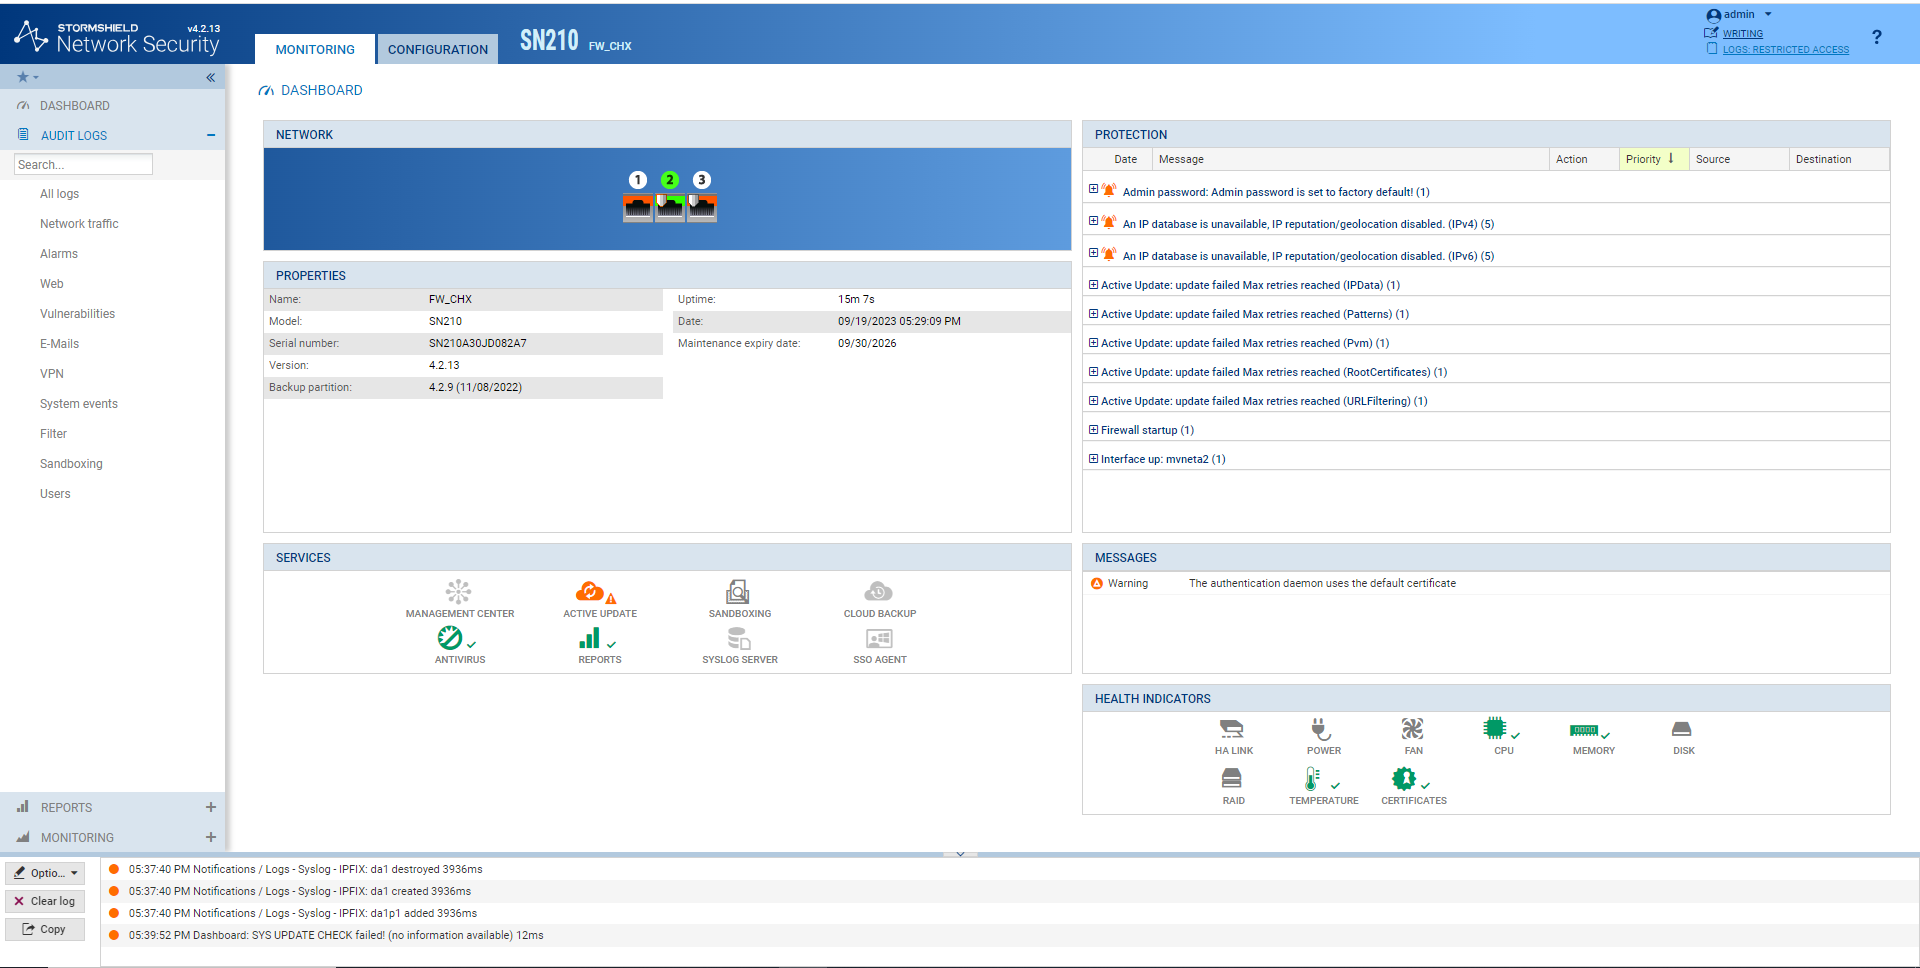 STORMSHIELD v4.2.13
Network Security
MONITORING
CONFIGURATION
SN210 FW_CHX
admin
WRITING
LOGS: RESTRICTED ACCESS
?
DASHBOARD
AUDIT LOGS
Search...
All logs
Network traffic
Alarms
Web
Vulnerabilities
E-Mails
VPN
System events
Filter
Sandboxing
Users
REPORTS
MONITORING
DASHBOARD
NETWORK
1 2 3
PROPERTIES
Name: FW_CHX
Model: SN210
Serial number: SN210A30JD082A7
Version: 4.2.13
Backup partition: 4.2.9 (11/08/2022)
Uptime: 15m 7s
Date: 09/19/2023 05:29:09 PM
Maintenance expiry date: 09/30/2026
SERVICES
MANAGEMENT CENTER
ACTIVE UPDATE
SANDBOXING
CLOUD BACKUP
ANTIVIRUS
REPORTS
SYSLOG SERVER
SSO AGENT
PROTECTION
Date Message Action Priority Source Destination
Admin password: Admin password is set to factory default! (1)
An IP database is unavailable, IP reputation/geolocation disabled. (IPv4) (5)
An IP database is unavailable, IP reputation/geolocation disabled. (IPv6) (5)
Active Update: update failed Max retries reached (IPData) (1)
Active Update: update failed Max retries reached (Patterns) (1)
Active Update: update failed Max retries reached (Pvm) (1)
Active Update: update failed Max retries reached (RootCertificates) (1)
Active Update: update failed Max retries reached (URLFiltering) (1)
Firewall startup (1)
Interface up: mvneta2 (1)
MESSAGES
Warning The authentication daemon uses the default certificate
HEALTH INDICATORS
HA LINK
POWER
FAN
CPU
MEMORY
DISK
RAID
TEMPERATURE
CERTIFICATES
Optio...
Clear log
Copy
05:37:40 PM Notifications / Logs - Syslog - IPFIX: da1 destroyed 3936ms
05:37:40 PM Notifications / Logs - Syslog - IPFIX: da1 created 3936ms
05:37:40 PM Notifications / Logs - Syslog - IPFIX: da1p1 added 3936ms
05:39:52 PM Dashboard: SYS UPDATE CHECK failed! (no information available) 12ms